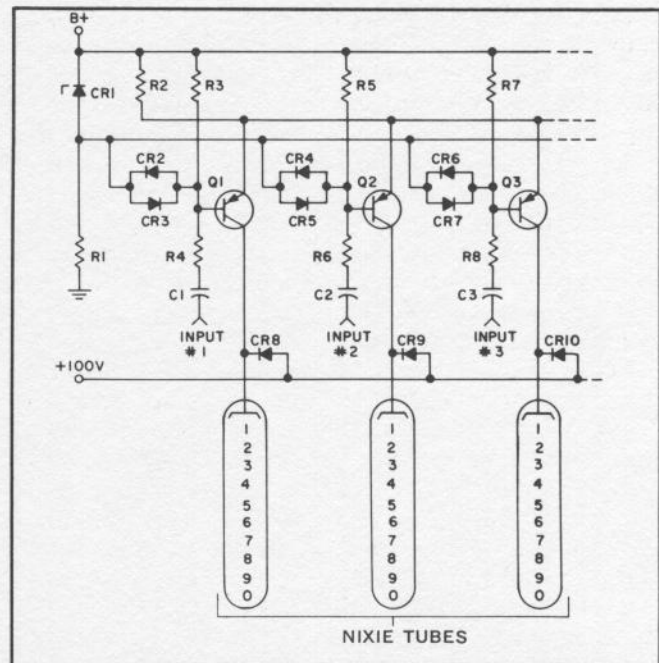 B+
R2 R3 R5 R7
CR1
CR2 Q1 CR4 Q2 CR6 Q3
CR3 CR5 CR7
R1 R4 R6 R8
C1 C2 C3
INPUT INPUT INPUT
#1 CR8 #2 CR9 #3 CR10
+100V
1 1 1
2 2 2
3 3 3
4 4 4
5 5 5
6 6 6
7 7 7
8 8 8
9 9 9
0 0 0
NIXIE TUBES